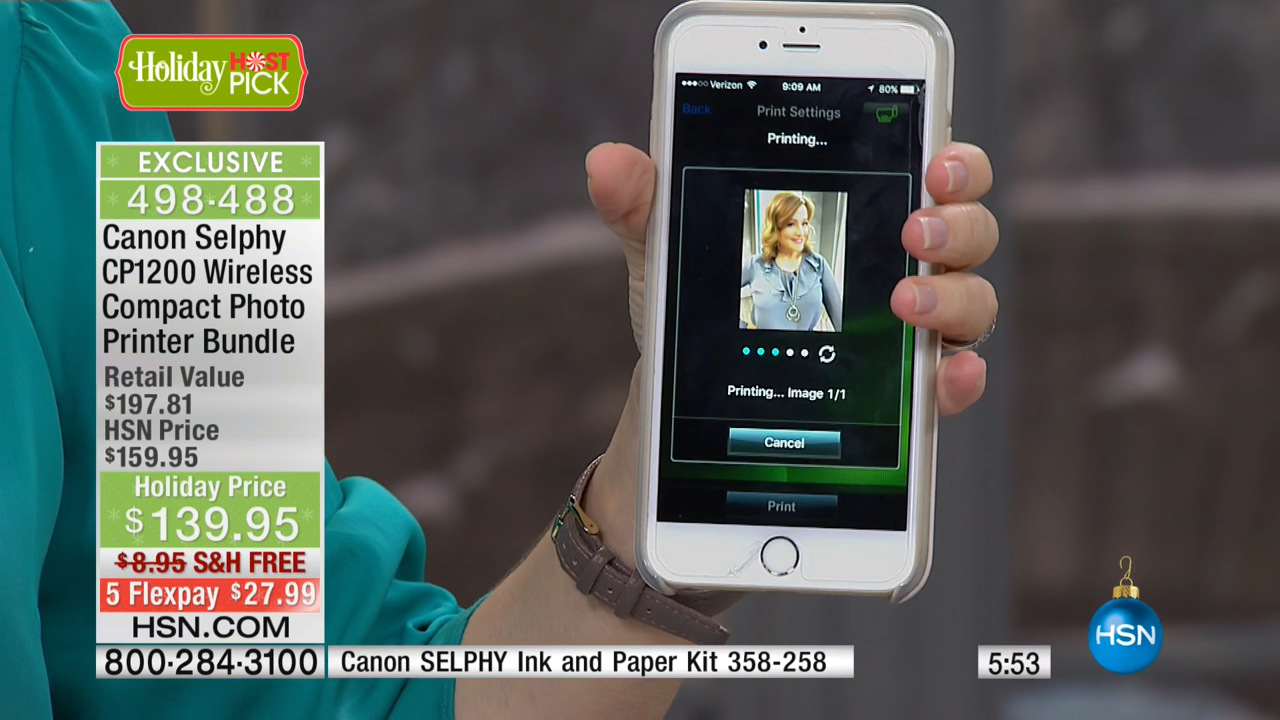 Holiday HOST
PICK
EXCLUSIVE
498-488
Canon Selphy
CP1200 Wireless
Compact Photo
Printer Bundle
Retail Value
$197.81
HSN Price
$159.95
Holiday Price
$139.95
$8.95 S&H FREE
5 Flexpay $27.99
HSN.COM
800-284-3100
Canon SELPHY Ink and Paper Kit 358-258
5:53
HSN
Verizon 9:09 AM 80%
Back Print Settings
Printing...
Printing... Image 1/1
Cancel
Print